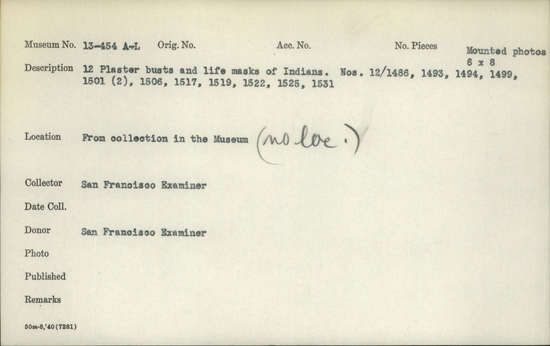 Museum No. 13-454 A-L Orig. No. Acc. No. No. Pieces Mounted photos
6 x 8
Description 12 Plaster busts and life masks of Indians. Nos. 12/1486, 1493, 1494, 1499,
1501 (2), 1506, 1517, 1519, 1522, 1525, 1531
Location From collection in the Museum (no loc.)
Collector San Francisco Examiner
Date Coll.
Donor San Francisco Examiner
Photo
Published
Remarks
50m-8,'40(7281)